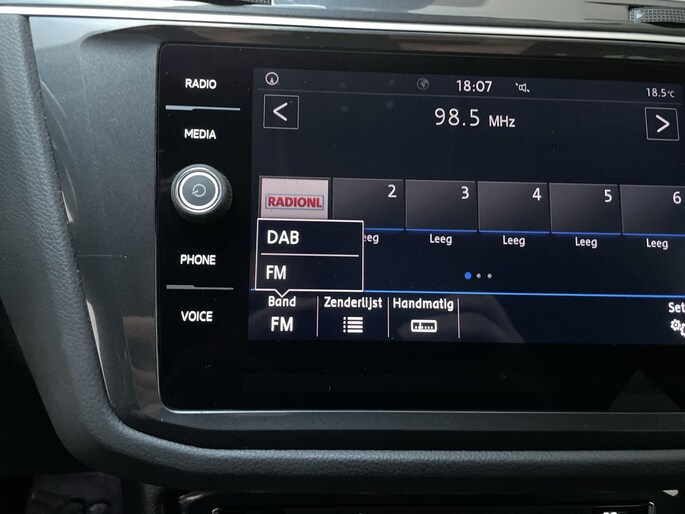 RADIO
MEDIA
PHONE
VOICE
18:07
18.5°C
< 98.5 MHz >
RADIONL 2 3 4 5 6
Leeg Leeg Leeg Leeg Leeg
DAB
FM
Band Zenderlijst Handmatig Set
FM